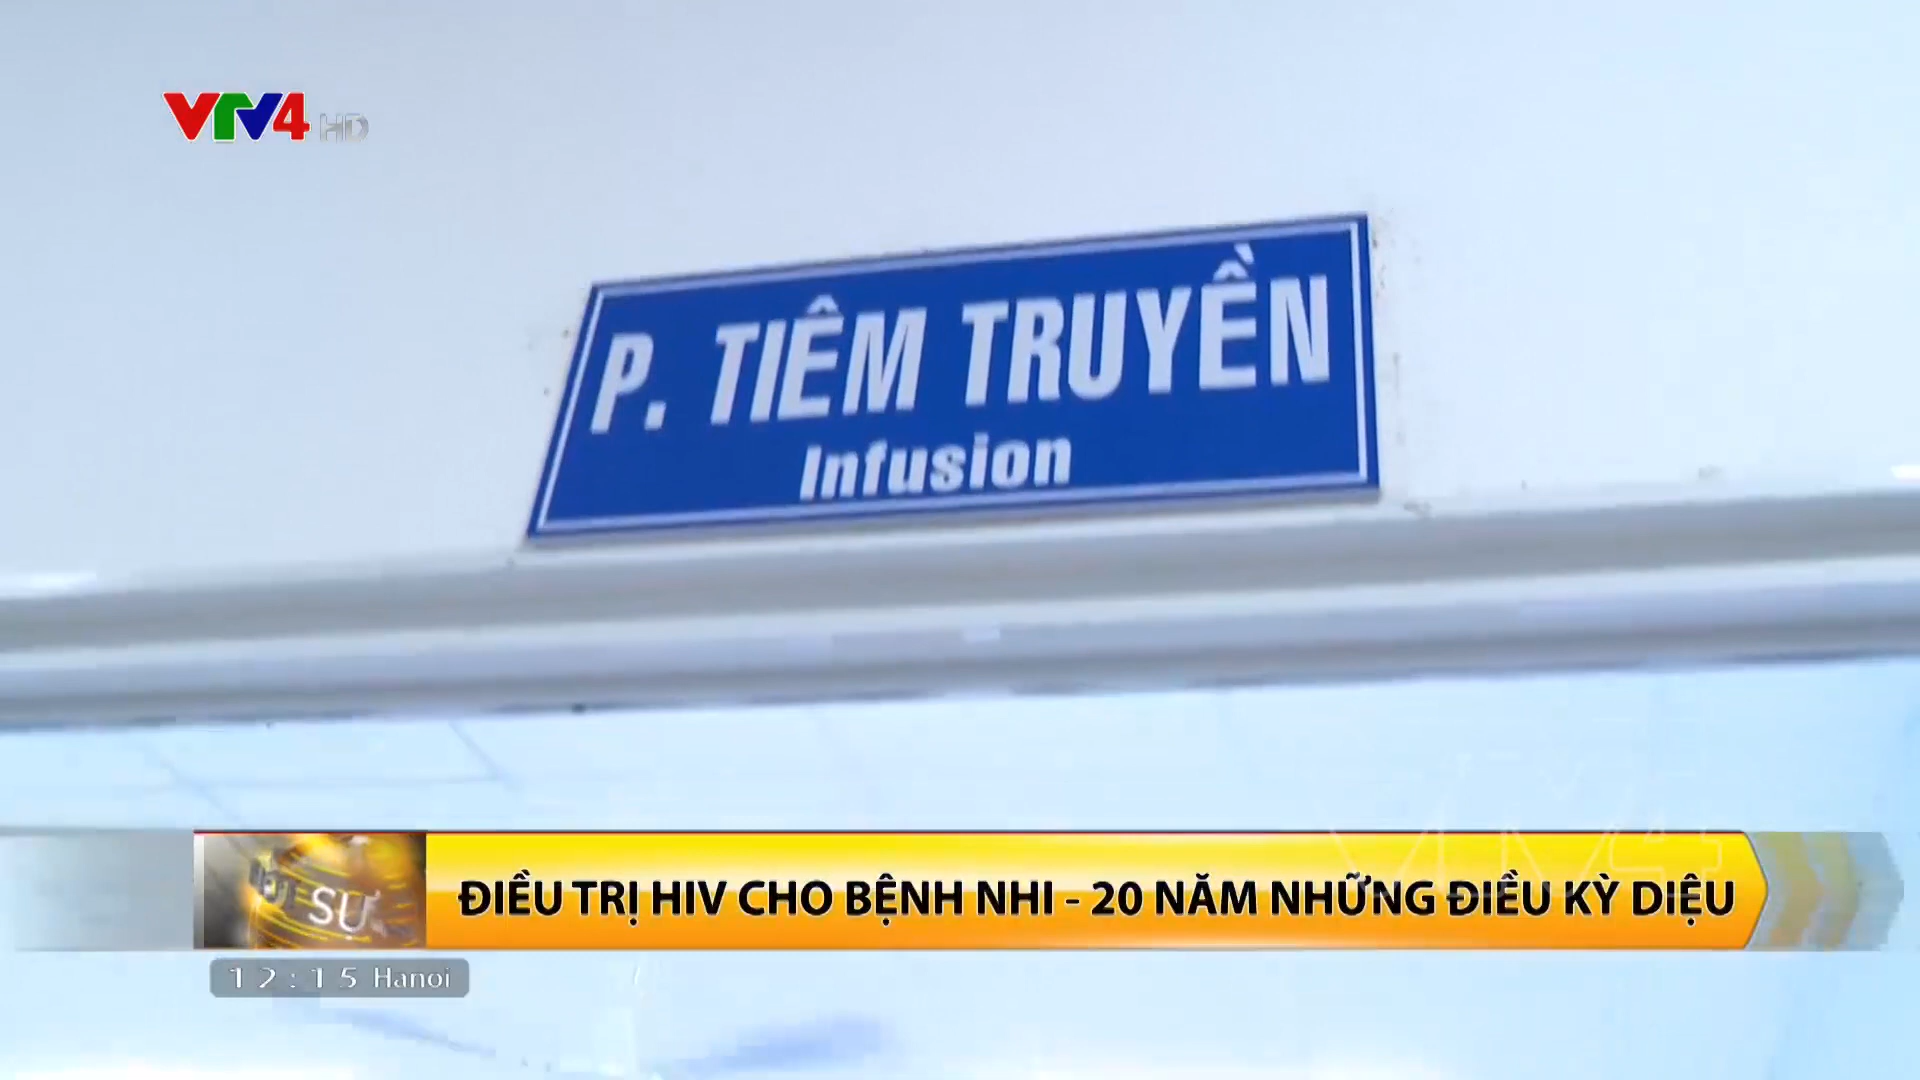 VTV4 HD
P. TIÊM TRUYỀN
Infusion
SỰ
ĐIỀU TRỊ HIV CHO BỆNH NHI - 20 NĂM NHỮNG ĐIỀU KỲ DIỆU
12:15 Hanoi